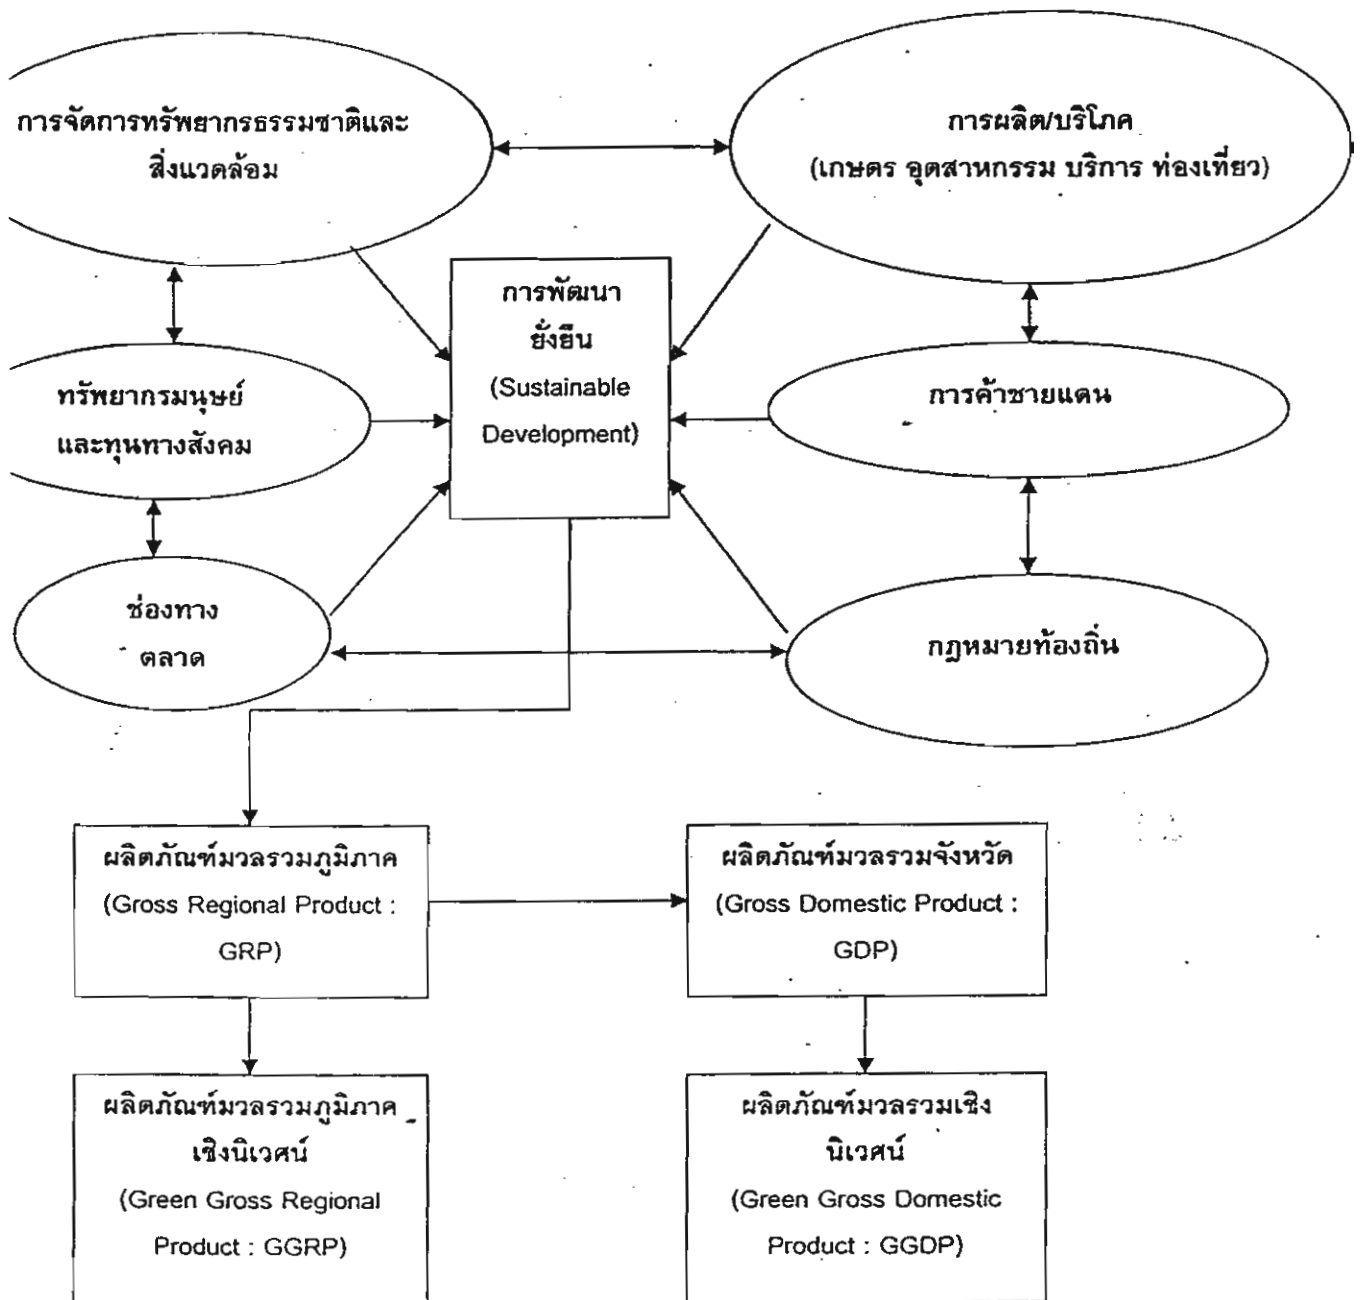 การจัดการทรัพยากรธรรมชาติและ
สิ่งแวดล้อม
การผลิต/บริโภค
(เกษตร อุตสาหกรรม บริการ ท่องเที่ยว)
การพัฒนา
ยั่งยืน
(Sustainable
Development)
ทรัพยากรมนุษย์
และทุนทางสังคม
การค้าชายแดน
ช่องทาง
ตลาด
กฎหมายท้องถิ่น
ผลิตภัณฑ์มวลรวมภูมิภาค
(Gross Regional Product :
GRP)
ผลิตภัณฑ์มวลรวมจังหวัด
(Gross Domestic Product :
GDP)
ผลิตภัณฑ์มวลรวมภูมิภาค
เชิงนิเวศน์
(Green Gross Regional
Product : GGRP)
ผลิตภัณฑ์มวลรวมเชิง
นิเวศน์
(Green Gross Domestic
Product : GGDP)